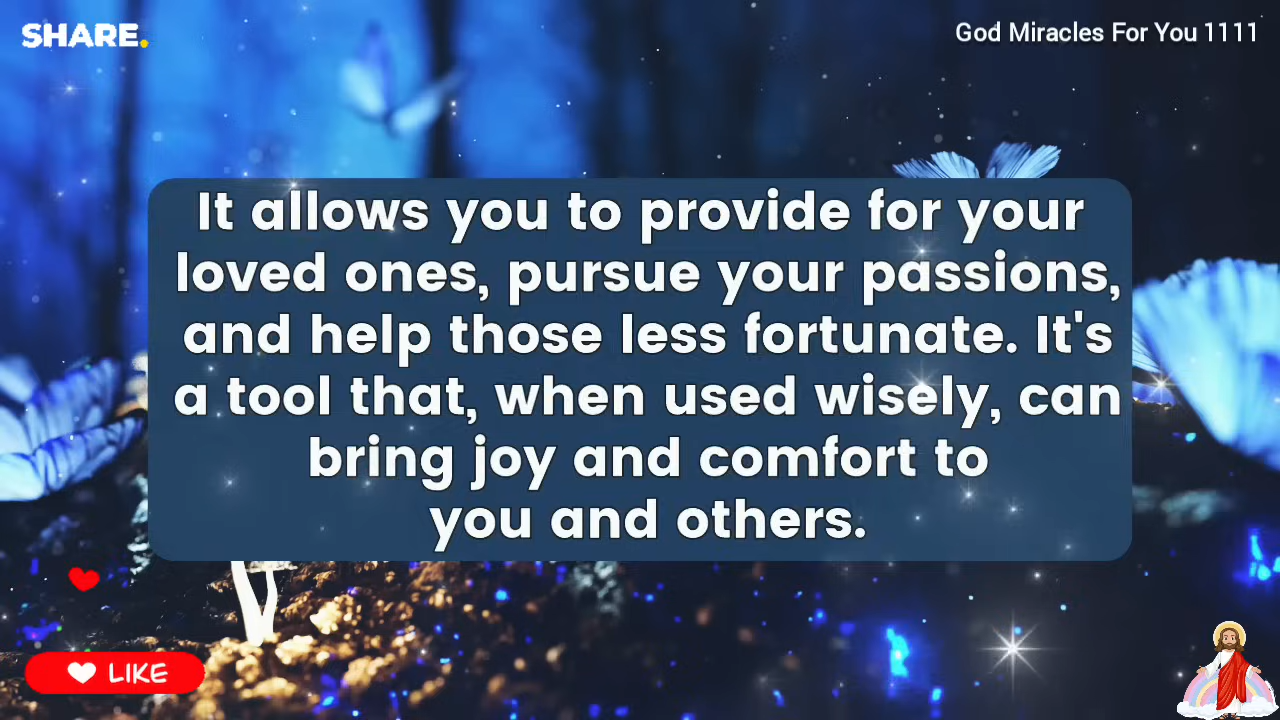 SHARE.
God Miracles For You 1111
It allows you to provide for your
loved ones, pursue your passions,
and help those less fortunate. It's
a tool that, when used wisely, can
bring joy and comfort to
you and others.
LIKE